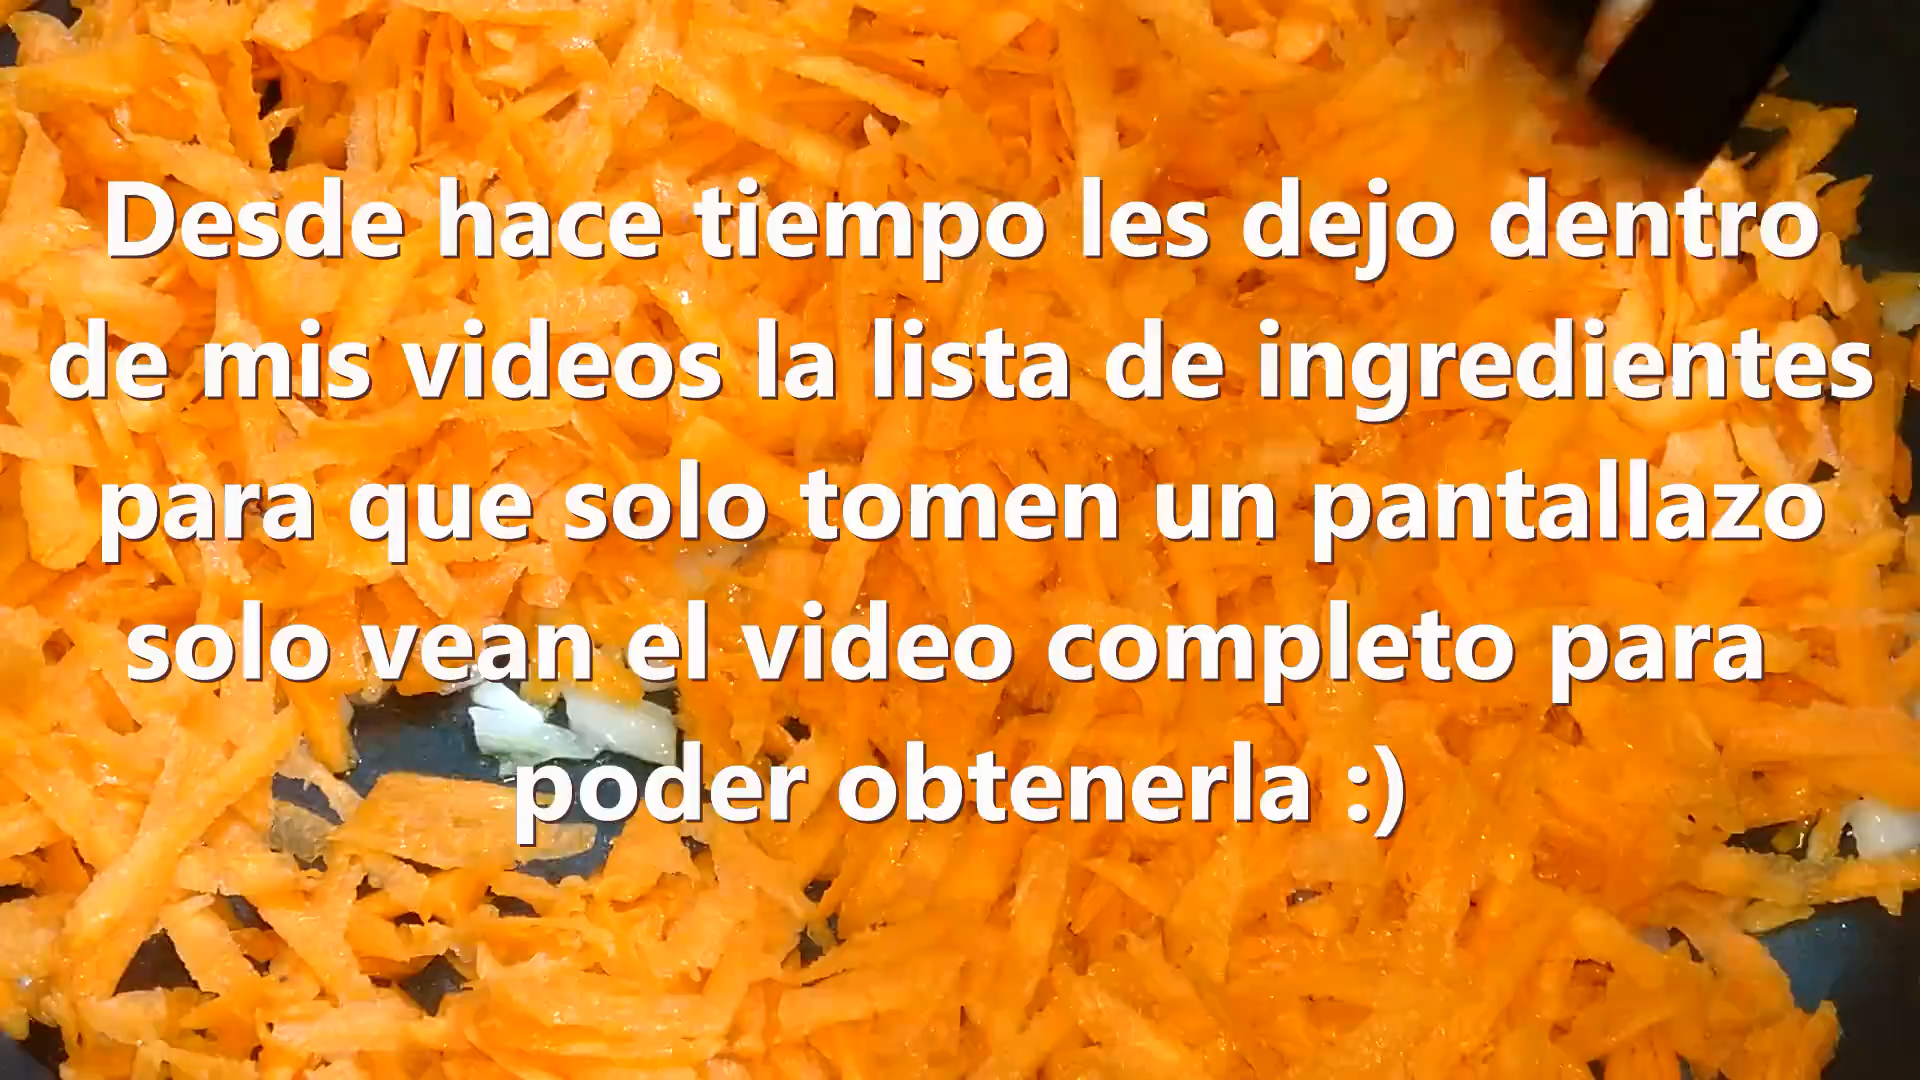 Desde hace tiempo les dejo dentro
de mis videos la lista de ingredientes
para que solo tomen un pantallazo
solo vean el video completo para
poder obtenerla :)